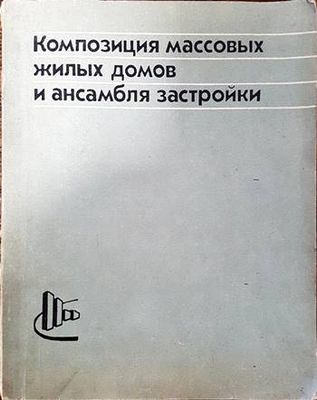 Композиция массовых
жилых домов
и ансамбля застройки